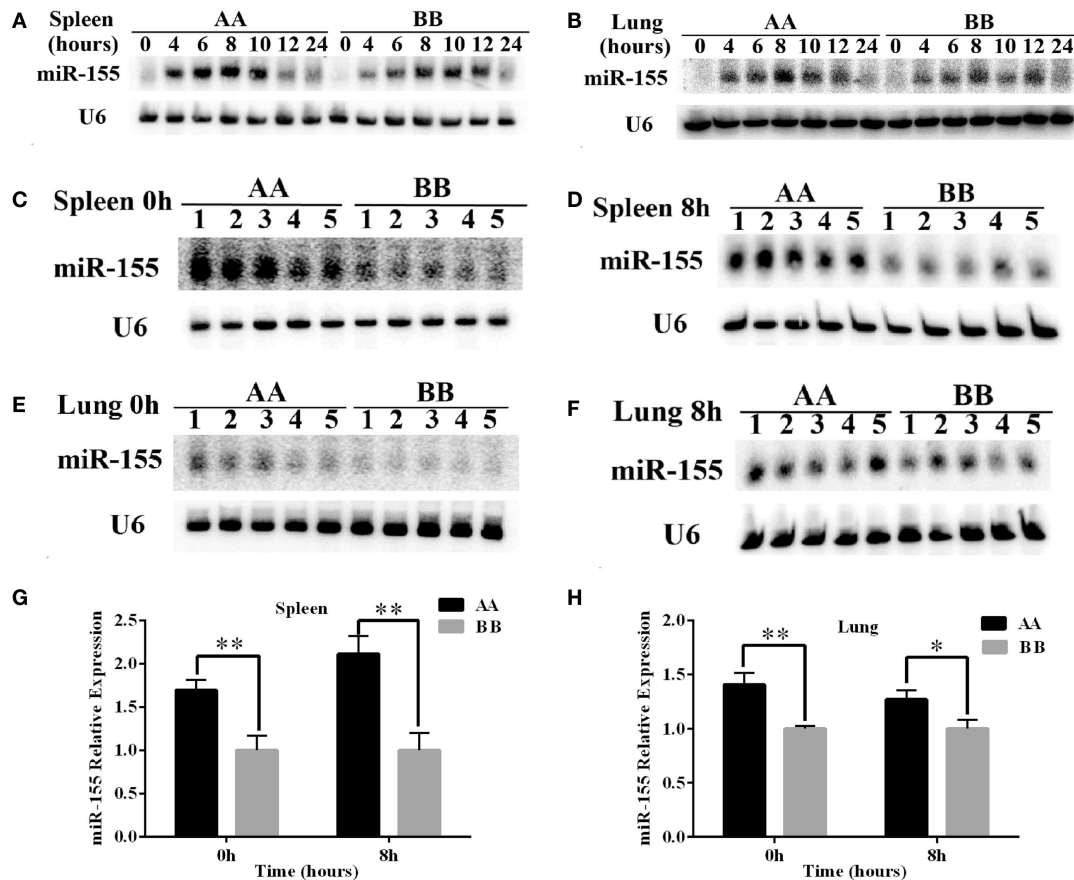 A
Spleen AA BB
(hours) 0 4 6 8 10 12 24 0 4 6 8 10 12 24
miR-155
U6
B
Lung AA BB
(hours) 0 4 6 8 10 12 24 0 4 6 8 10 12 24
miR-155
U6
C
AA BB
Spleen 0h 1 2 3 4 5 1 2 3 4 5
miR-155
U6
D
AA BB
Spleen 8h 1 2 3 4 5 1 2 3 4 5
miR-155
U6
E
AA BB
Lung 0h 1 2 3 4 5 1 2 3 4 5
miR-155
U6
F
AA BB
Lung 8h 1 2 3 4 5 1 2 3 4 5
miR-155
U6
G
Spleen
AA
BB
miR-155 Relative Expression
2.5
2.0
1.5
1.0
0.5
0.0
**
**
0h 8h
Time (hours)
H
Lung
AA
BB
miR-155 Relative Expression
2.0
1.5
1.0
0.5
0.0
**
*
0h 8h
Time (hours)